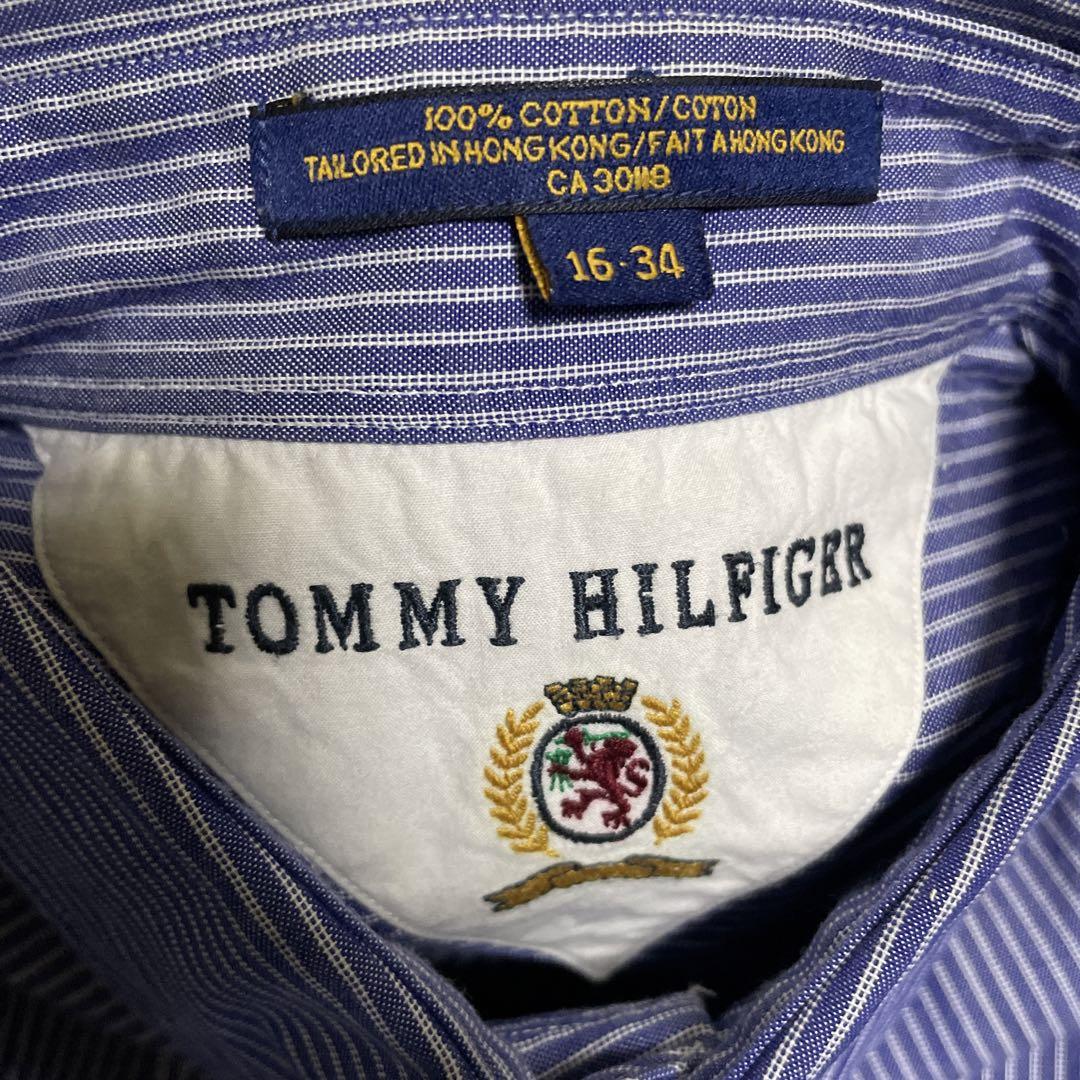 100% COTTON/COTON
TAILORED IN HONG KONG/FAIT A HONG KONG
CA 30118
16-34
TOMMY HILFIGER